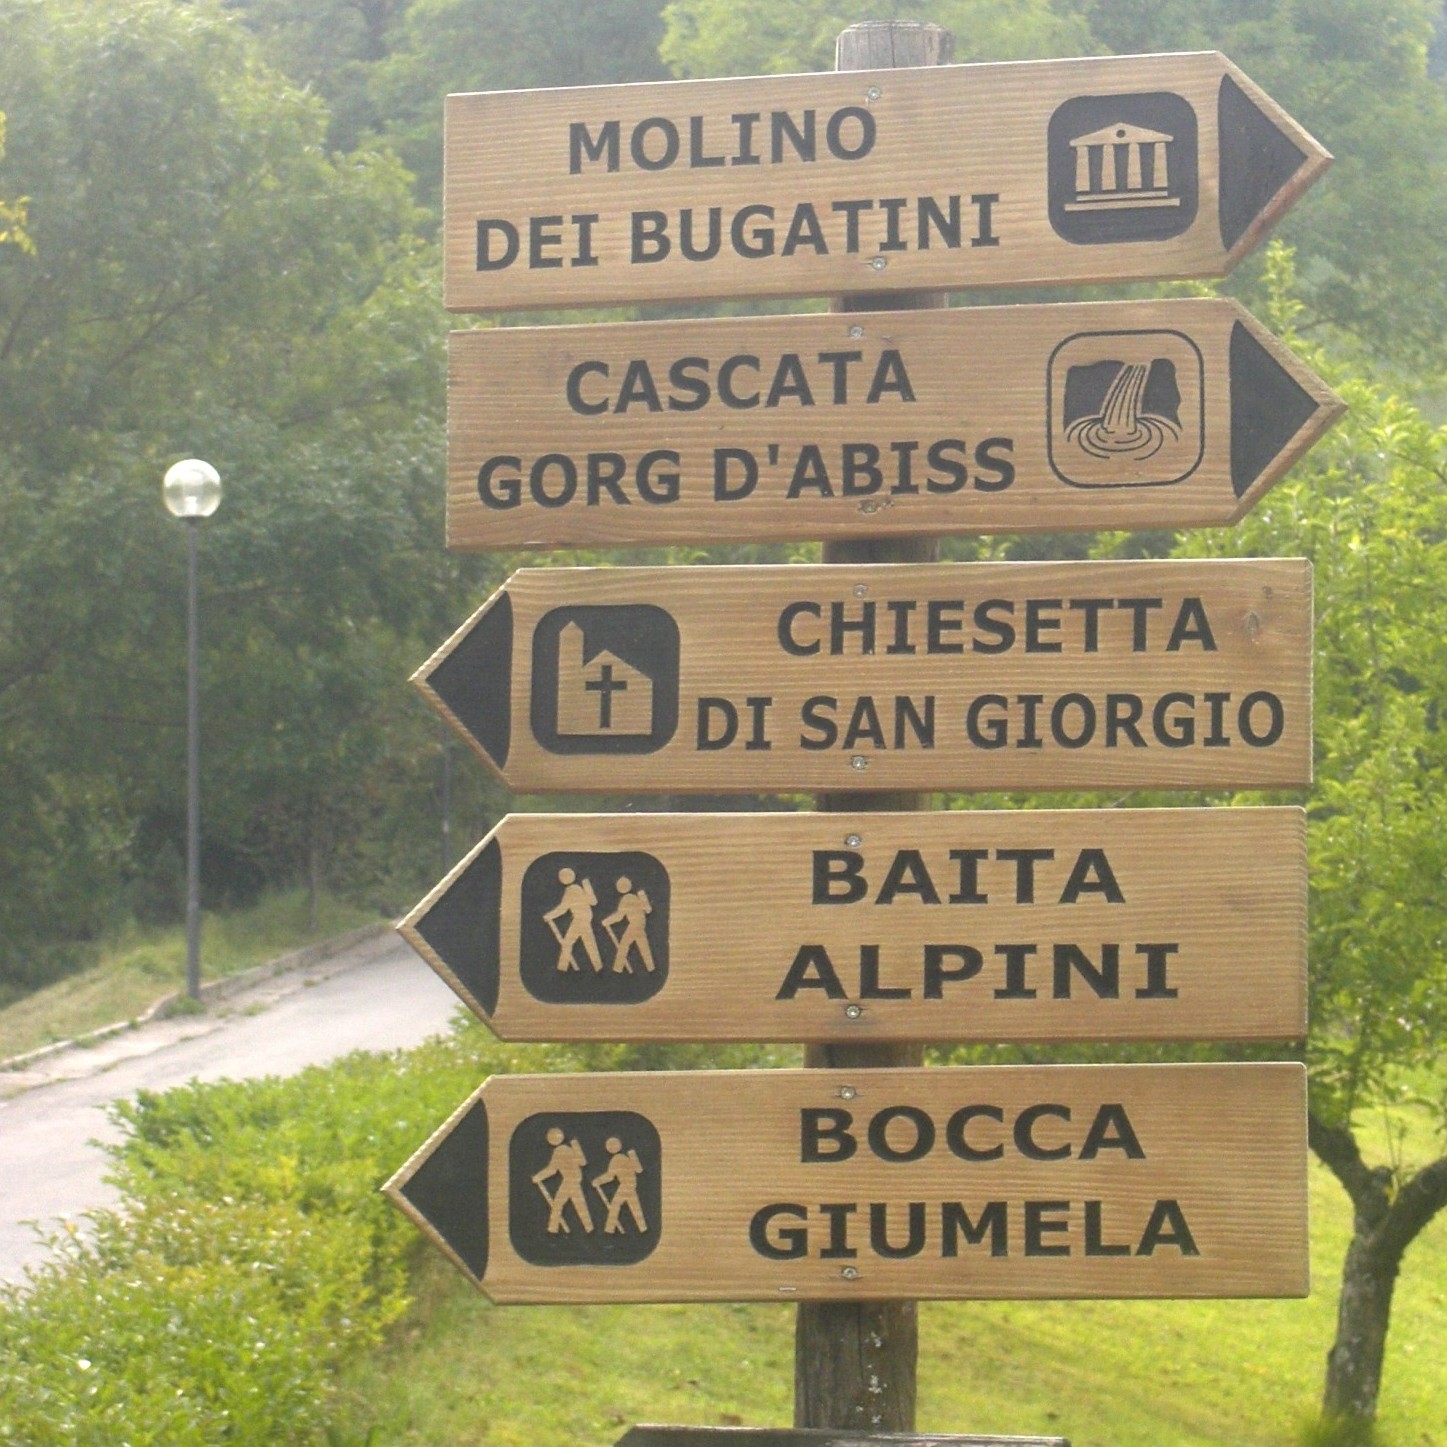 MOLINO
DEI BUGATINI
CASCATA
GORG D'ABISS
CHIESETTA
DI SAN GIORGIO
BAITA
ALPINI
BOCCA
GIUMELA